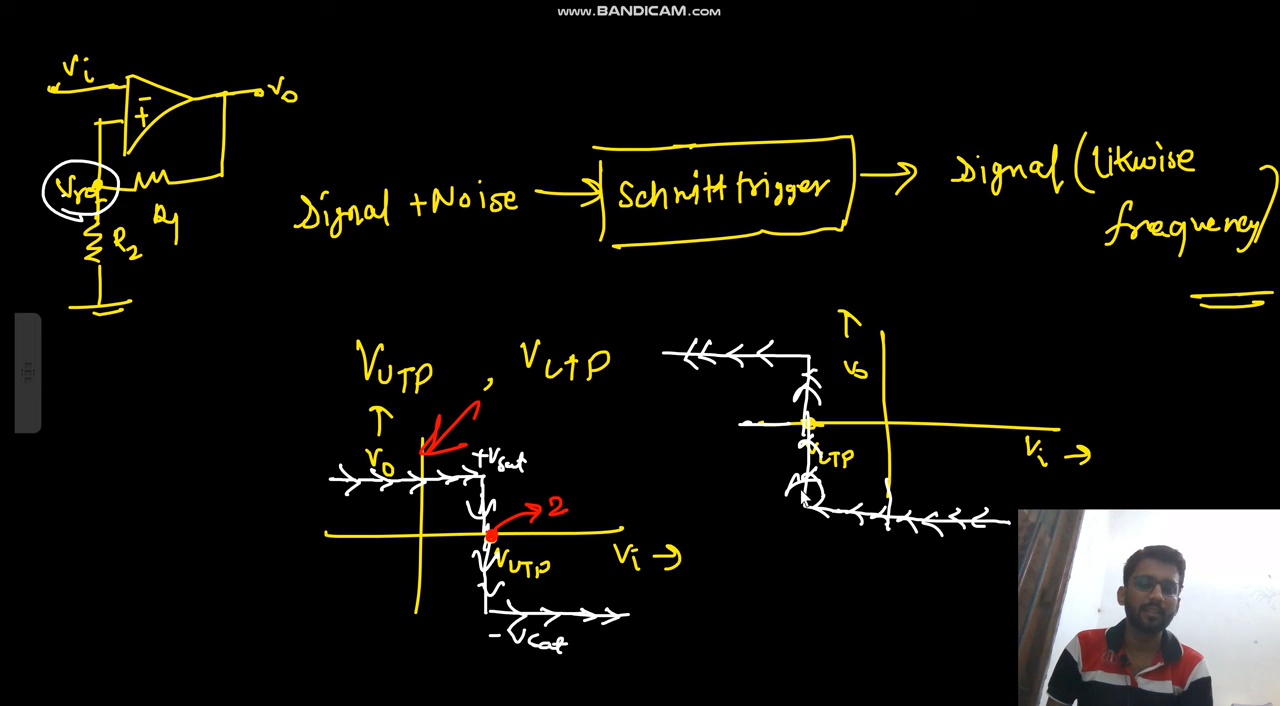 WWW.BANDICAM.COM
Vi
Vo
-
+
Vref
R1
R2
Signal + Noise → Schmitt trigger → Signal (likwise
frequency)
VUTP , VLTP
Vo
+Vsat
2
VUTP
Vi →
-Vsat
Vo
VLTP
Vi →